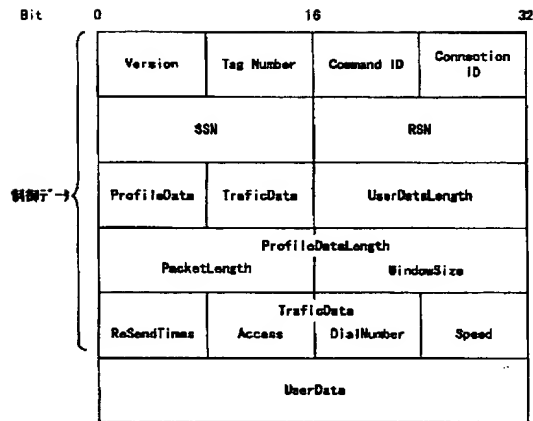 Bit 0 16 32
Version Tag Number Command ID Connection ID
SSN RSN
制御データ ProfileData TraficData UserDataLength
ProfileDataLength
PacketLength WindowSize
TraficData
ReSendTimes Access DialNumber Speed
UserData